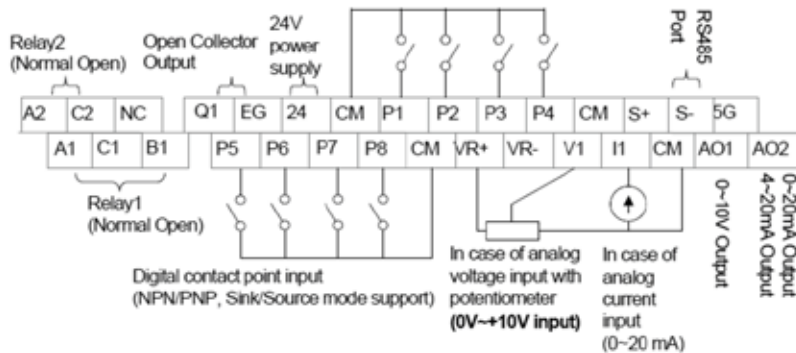 Relay2
(Normal Open)
Open Collector
Output
24V
power
supply
RS485
Port
A2 C2 NC Q1 EG 24 CM P1 P2 P3 P4 CM S+ S- 5G
A1 C1 B1 P5 P6 P7 P8 CM VR+ VR- V1 I1 CM AO1 AO2
Relay1
(Normal Open)
Digital contact point input
(NPN/PNP, Sink/Source mode support)
In case of analog
voltage input with
potentiometer
(0V~+10V input)
In case of
analog
current
input
(0~20 mA)
0~10V Output
0~20mA Output
4~20mA Output